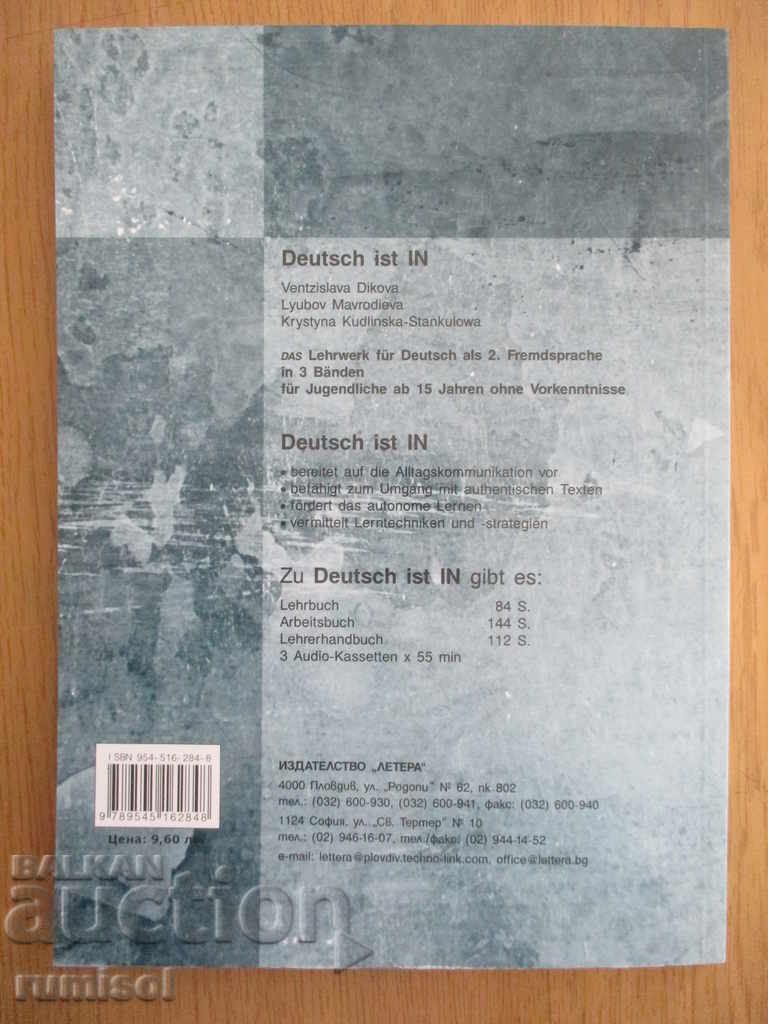 Deutsch ist IN
Ventzislava Dikova
Lyubov Mavrodieva
Krystyna Kudlinska-Stankulowa
DAS Lehrwerk für Deutsch als 2. Fremdsprache
in 3 Bänden
für Jugendliche ab 15 Jahren ohne Vorkenntnisse
Deutsch ist IN
• bereitet auf die Alltagskommunikation vor
• befähigt zum Umgang mit authentischen Texten
• fördert das autonome Lernen
• vermittelt Lerntechniken und -strategien
Zu Deutsch ist IN gibt es:
Lehrbuch 84 S.
Arbeitsbuch 144 S.
Lehrerhandbuch 112 S.
3 Audio-Kassetten x 55 min
ISBN 954-516-284-8
9 789545 162848
Цена: 9,60 лв.
ИЗДАТЕЛСТВО „ЛЕТЕРА"
4000 Пловдив, ул. „Родопи" № 62, пк 802
тел.: (032) 600-930, (032) 600-941, факс: (032) 600-940
1124 София, ул. „Св. Тертер" № 10
тел.: (02) 946-16-07, тел./факс: (02) 944-14-52
e-mail: lettera@plovdiv.techno-link.com, office@lettera.bg
BALKAN
auction
rumisol